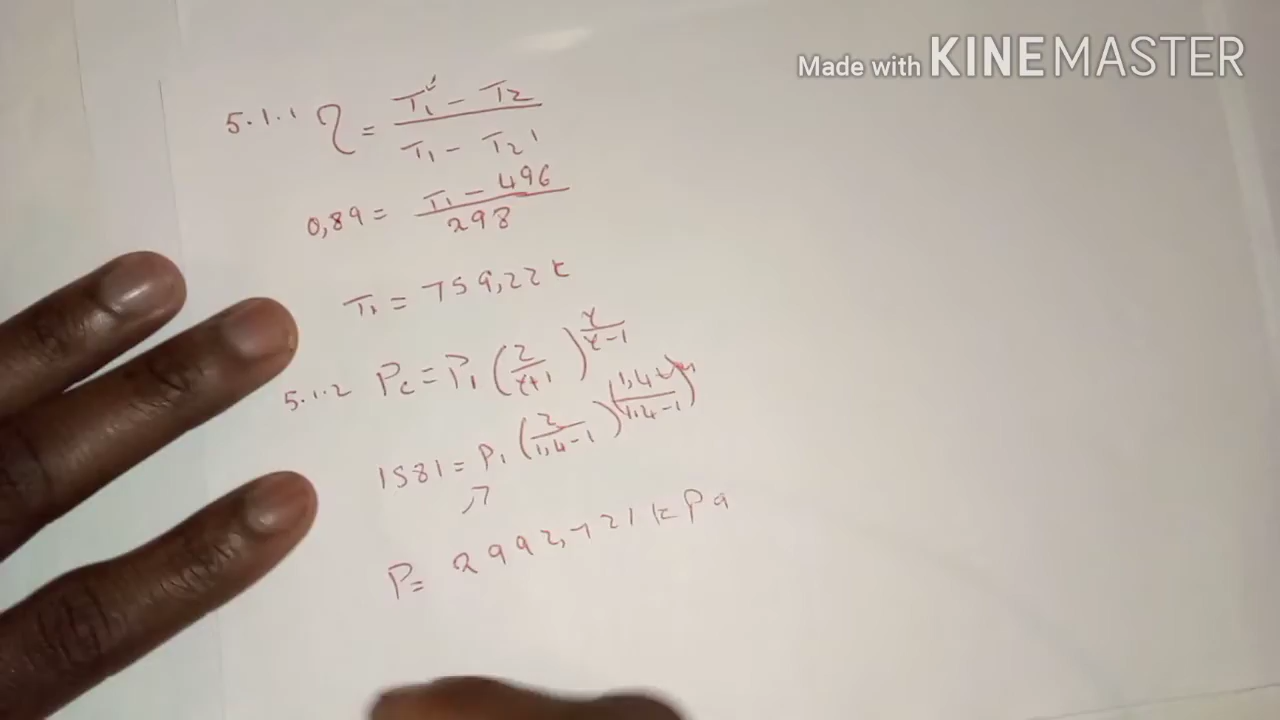 Made with KINEMASTER
5.1.1 η = T₁ - T₂ / T₁ - T₂'
0,89 = T₁ - 496 / 298
T₁ = 759,22 K
5.1.2 Pc = P₁ (2 / γ+1)^(γ / γ-1)
1581 = P₁ (2 / 1,4-1)^(1,4 / 1,4-1)
P = 2992,721 kPa